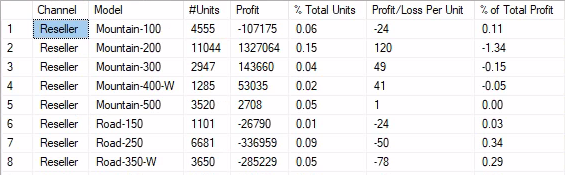 Channel Model #Units Profit % Total Units Profit/Loss Per Unit % of Total Profit
1 Reseller Mountain-100 4555 -107175 0.06 -24 0.11
2 Reseller Mountain-200 11044 1327064 0.15 120 -1.34
3 Reseller Mountain-300 2947 143660 0.04 49 -0.15
4 Reseller Mountain-400-W 1285 53035 0.02 41 -0.05
5 Reseller Mountain-500 3520 2708 0.05 1 0.00
6 Reseller Road-150 1101 -26790 0.01 -24 0.03
7 Reseller Road-250 6681 -336959 0.09 -50 0.34
8 Reseller Road-350-W 3650 -285229 0.05 -78 0.29